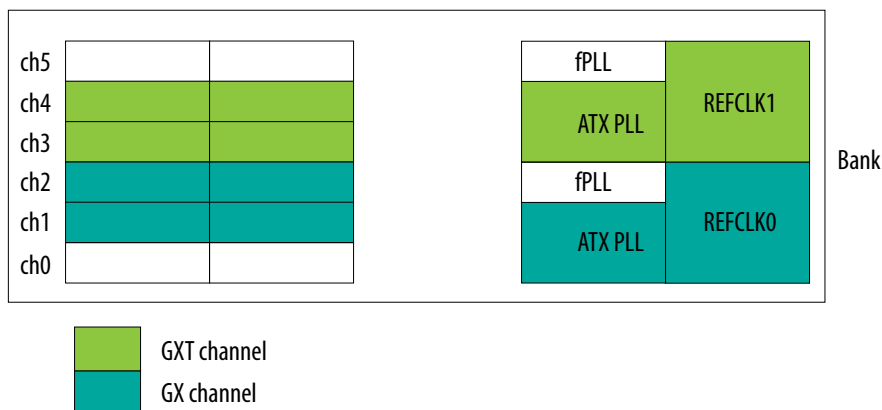 ch5
ch4
ch3
ch2
ch1
ch0
fPLL
ATX PLL
REFCLK1
fPLL
ATX PLL
REFCLK0
Bank
GXT channel
GX channel